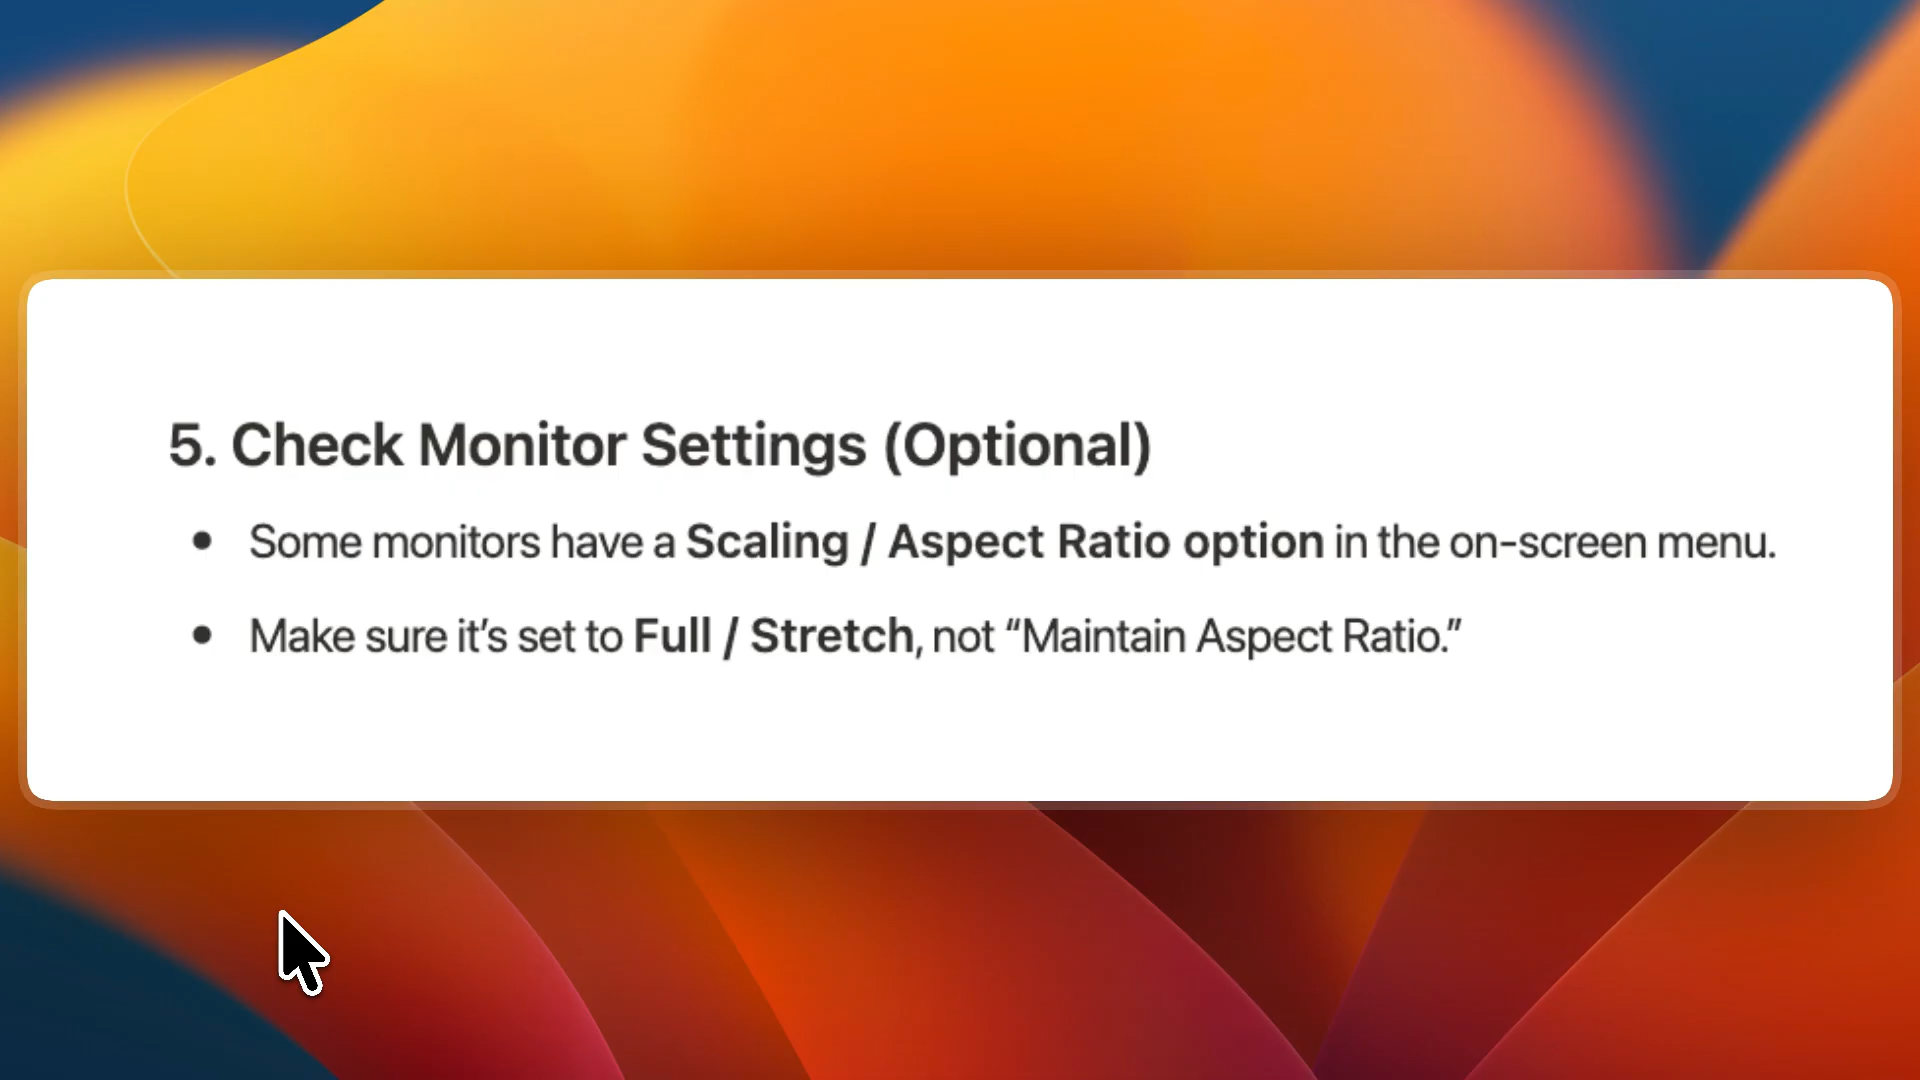 5. Check Monitor Settings (Optional)
• Some monitors have a Scaling / Aspect Ratio option in the on-screen menu.
• Make sure it’s set to Full / Stretch, not “Maintain Aspect Ratio.”